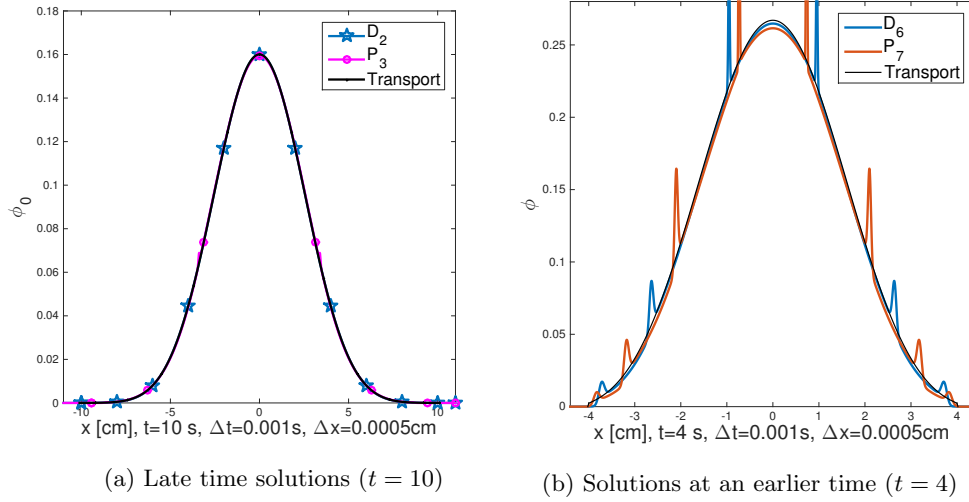 0.18
0.16
0.14
0.12
0.1
0.08
0.06
0.04
0.02
0
ϕ₀
D₂
P₃
Transport
-10 -5 0 5 10
x [cm], t=10 s, Δt=0.001s, Δx=0.0005cm
(a) Late time solutions (t = 10)
0.25
0.2
0.15
0.1
0.05
0
ϕ
D₆
P₇
Transport
-4 -3 -2 -1 0 1 2 3 4
x [cm], t=4 s, Δt=0.001s, Δx=0.0005cm
(b) Solutions at an earlier time (t = 4)